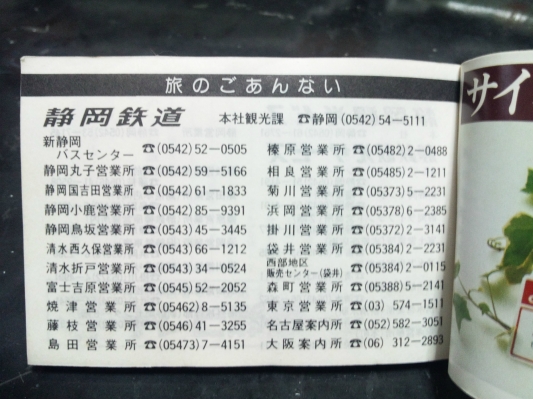 旅のごあんない
静岡鉄道 本社観光課 ☎静岡(0542)54-5111
新静岡
バスセンター ☎(0542)52-0505
静岡丸子営業所 ☎(0542)59-5166
静岡国吉田営業所 ☎(0542)61-1833
静岡小鹿営業所 ☎(0542)85-9391
静岡鳥坂営業所 ☎(0543)45-3445
清水西久保営業所 ☎(0543)66-1212
清水折戸営業所 ☎(0543)34-0524
富士吉原営業所 ☎(0545)52-2052
焼津営業所 ☎(05462)8-5135
藤枝営業所 ☎(0546)41-3255
島田営業所 ☎(05473)7-4151
榛原営業所 ☎(05482)2-0488
相良営業所 ☎(05485)2-1211
菊川営業所 ☎(05373)5-2231
浜岡営業所 ☎(05378)6-2385
掛川営業所 ☎(05372)2-3141
袋井営業所 ☎(05384)2-2231
西部地区
販売センター(袋井) ☎(05384)2-0115
森町営業所 ☎(05388)5-2141
東京営業所 ☎(03)574-1511
名古屋案内所 ☎(052)582-3051
大阪案内所 ☎(06)312-2893
サイ